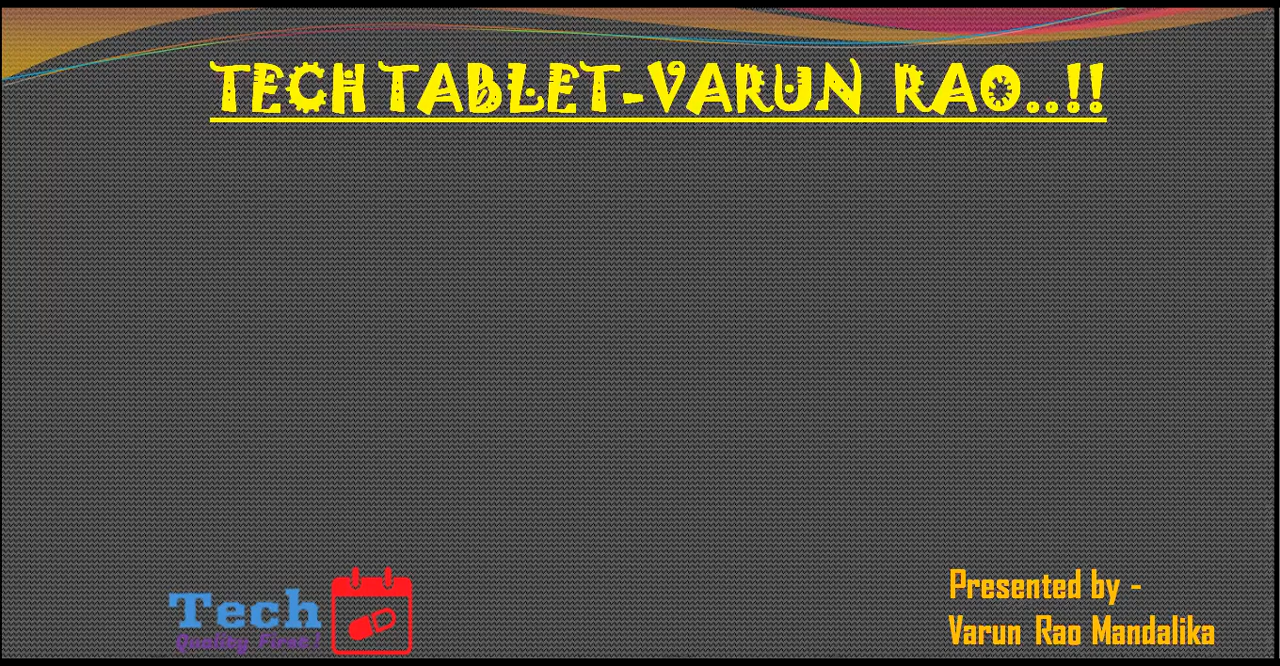 TECH TABLET-VARUN RAO..!!
Tech
Quality First!
Presented by -
Varun Rao Mandalika